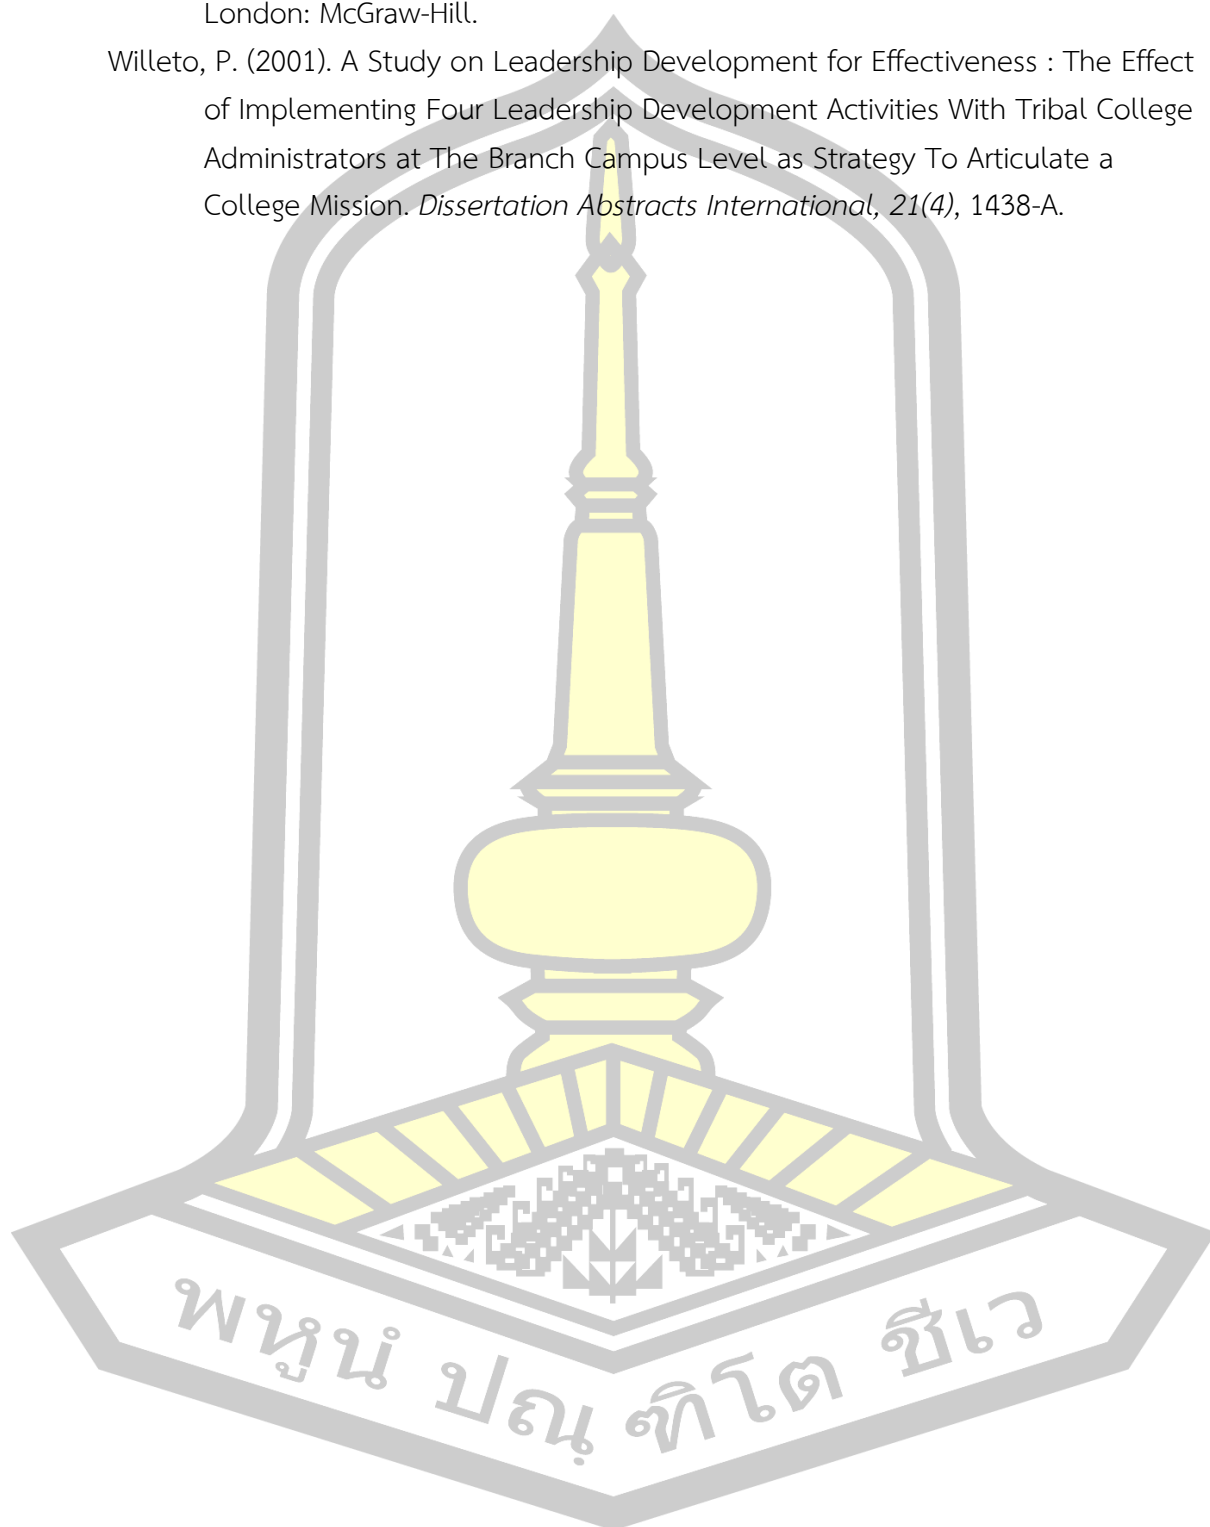 London: McGraw-Hill.
Willeto, P. (2001). A Study on Leadership Development for Effectiveness : The Effect
of Implementing Four Leadership Development Activities With Tribal College
Administrators at The Branch Campus Level as Strategy To Articulate a
College Mission. Dissertation Abstracts International, 21(4), 1438-A.
พหูนํ ปณฺฑิโต ชีเว